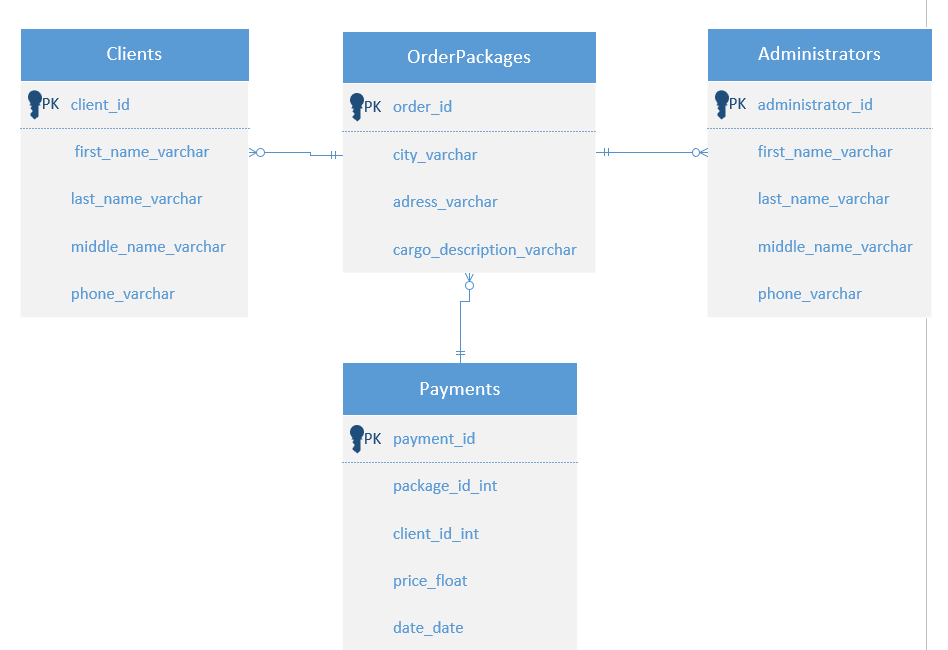 Clients
PK client_id
first_name_varchar
last_name_varchar
middle_name_varchar
phone_varchar
OrderPackages
PK order_id
city_varchar
adress_varchar
cargo_description_varchar
Administrators
PK administrator_id
first_name_varchar
last_name_varchar
middle_name_varchar
phone_varchar
Payments
PK payment_id
package_id_int
client_id_int
price_float
date_date